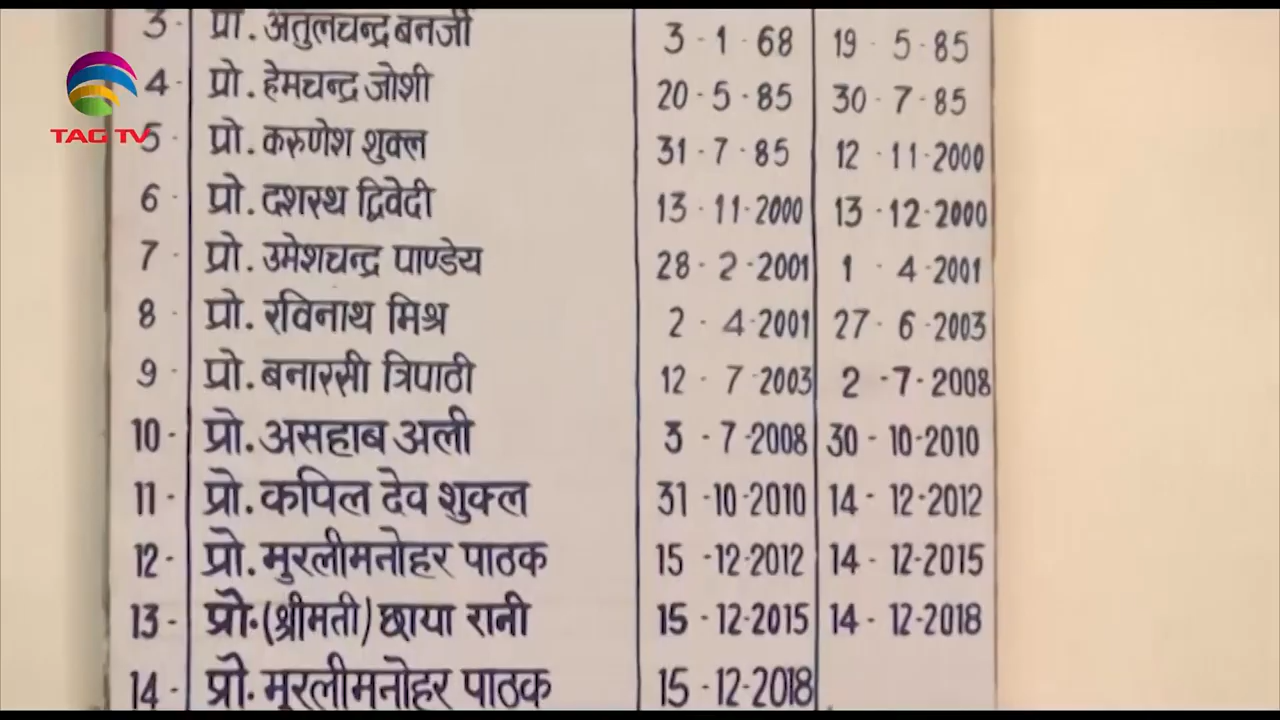 3 - प्रो. अतुलचन्द्र बनर्जी 3 - 1 - 68 19 - 5 - 85
4 - प्रो. हेमचन्द्र जोशी 20 - 5 - 85 30 - 7 - 85
TAG TV
5 - प्रो. करुणेश शुक्ल 31 - 7 - 85 12 - 11 - 2000
6 - प्रो. दशरथ द्विवेदी 13 - 11 - 2000 13 - 12 - 2000
7 - प्रो. उमेशचन्द्र पाण्डेय 28 - 2 - 2001 1 - 4 - 2001
8 - प्रो. रविनाथ मिश्र 2 - 4 - 2001 27 - 6 - 2003
9 - प्रो. बनारसी त्रिपाठी 12 - 7 - 2003 2 - 7 - 2008
10 - प्रो. असहाब अली 3 - 7 - 2008 30 - 10 - 2010
11 - प्रो. कपिल देव शुक्ल 31 - 10 - 2010 14 - 12 - 2012
12 - प्रो. मुरलीमनोहर पाठक 15 - 12 - 2012 14 - 12 - 2015
13 - प्रो. (श्रीमती) छाया रानी 15 - 12 - 2015 14 - 12 - 2018
14 - प्रो. मुरलीमनोहर पाठक 15 - 12 - 2018